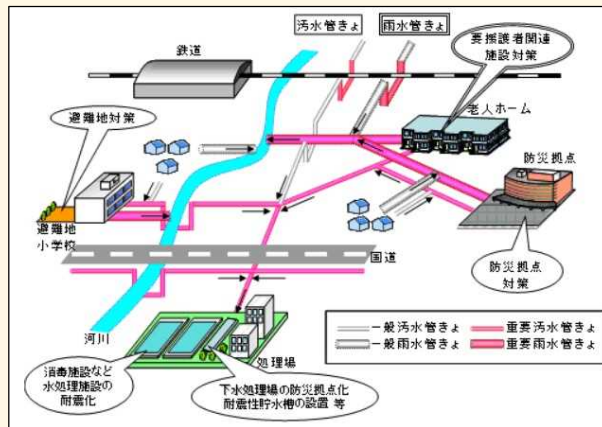 汚水管きょ
雨水管きょ
鉄道
要援護者関連
施設対策
老人ホーム
避難地対策
防災拠点
避難地
小学校
国道
防災拠点
対策
河川
処理場
消毒施設など
水処理施設の
耐震化
下水処理場の防災拠点化
耐震性貯水槽の設置 等
一般汚水管きょ
重要汚水管きょ
一般雨水管きょ
重要雨水管きょ